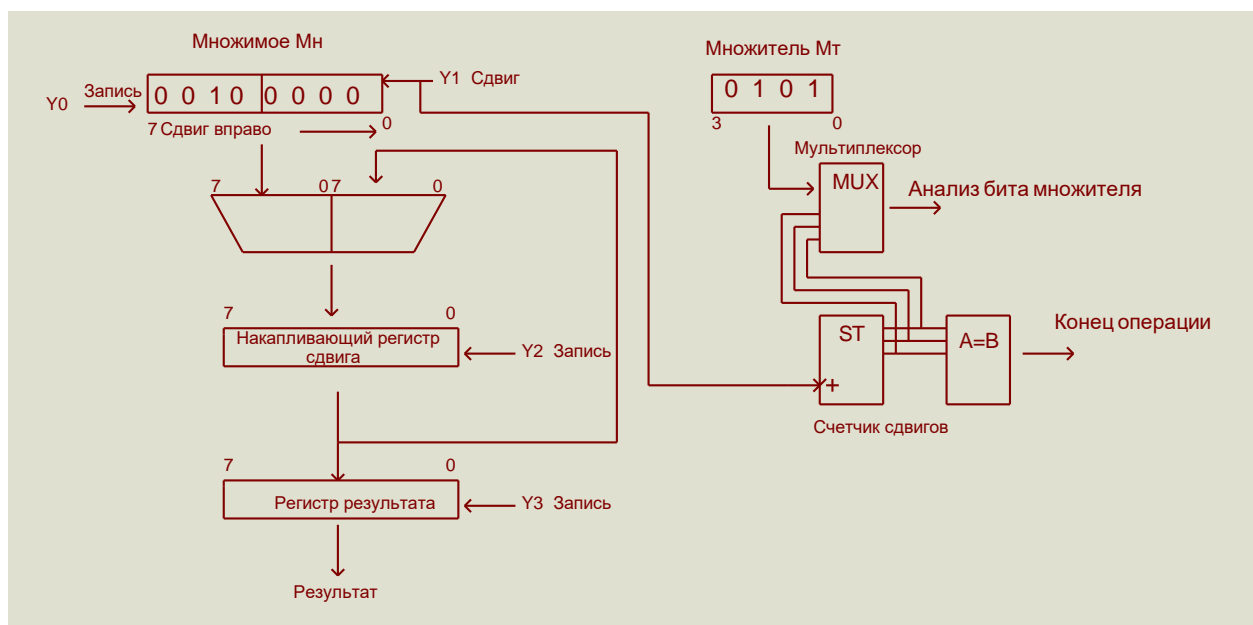 Множимое Мн
Множитель Мт
Y0 Запись 0 0 1 0 0 0 0 0 Y1 Сдвиг
0 1 0 1
7 Сдвиг вправо 0
3 0
Мультиплексор
7 0 7 0
MUX
Анализ бита множителя
7 0
Накапливающий регистр
сдвига
Y2 Запись
ST
A=B
Конец операции
+
Счетчик сдвигов
7 0
Регистр результата
Y3 Запись
Результат